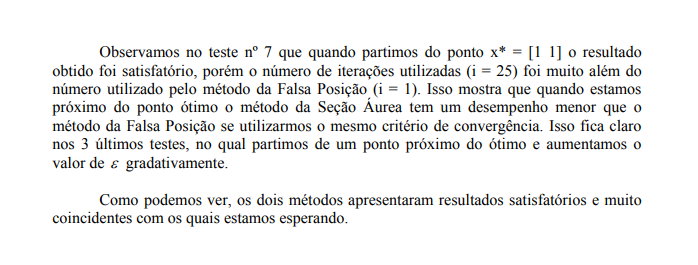 Observamos no teste nº 7 que quando partimos do ponto x* = [1 1] o resultado
obtido foi satisfatório, porém o número de iterações utilizadas (i = 25) foi muito além do
número utilizado pelo método da Falsa Posição (i = 1). Isso mostra que quando estamos
próximo do ponto ótimo o método da Seção Áurea tem um desempenho menor que o
método da Falsa Posição se utilizarmos o mesmo critério de convergência. Isso fica claro
nos 3 últimos testes, no qual partimos de um ponto próximo do ótimo e aumentamos o
valor de ε gradativamente.
Como podemos ver, os dois métodos apresentaram resultados satisfatórios e muito
coincidentes com os quais estamos esperando.